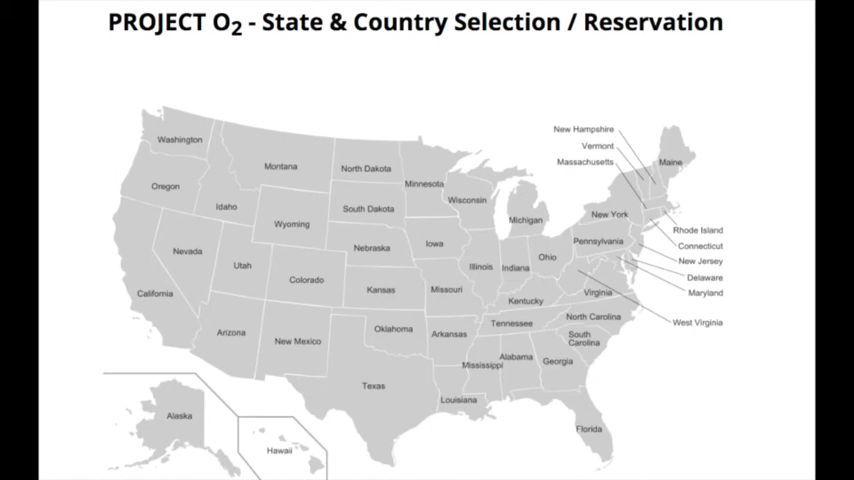 PROJECT O₂ - State & Country Selection / Reservation
New Hampshire
Washington
Vermont
Massachusetts
Maine
Montana
North Dakota
Minnesota
Oregon
Wisconsin
Idaho
South Dakota
New York
Michigan
Wyoming
Rhode Island
Pennsylvania
Connecticut
Nebraska
Iowa
Nevada
Ohio
New Jersey
Utah
Illinois
Indiana
Colorado
Delaware
California
Kansas
Missouri
Virginia
Maryland
Kentucky
North Carolina
West Virginia
Tennessee
Arizona
Oklahoma
Arkansas
South
Carolina
New Mexico
Alabama
Georgia
Mississippi
Texas
Louisiana
Alaska
Florida
Hawaii